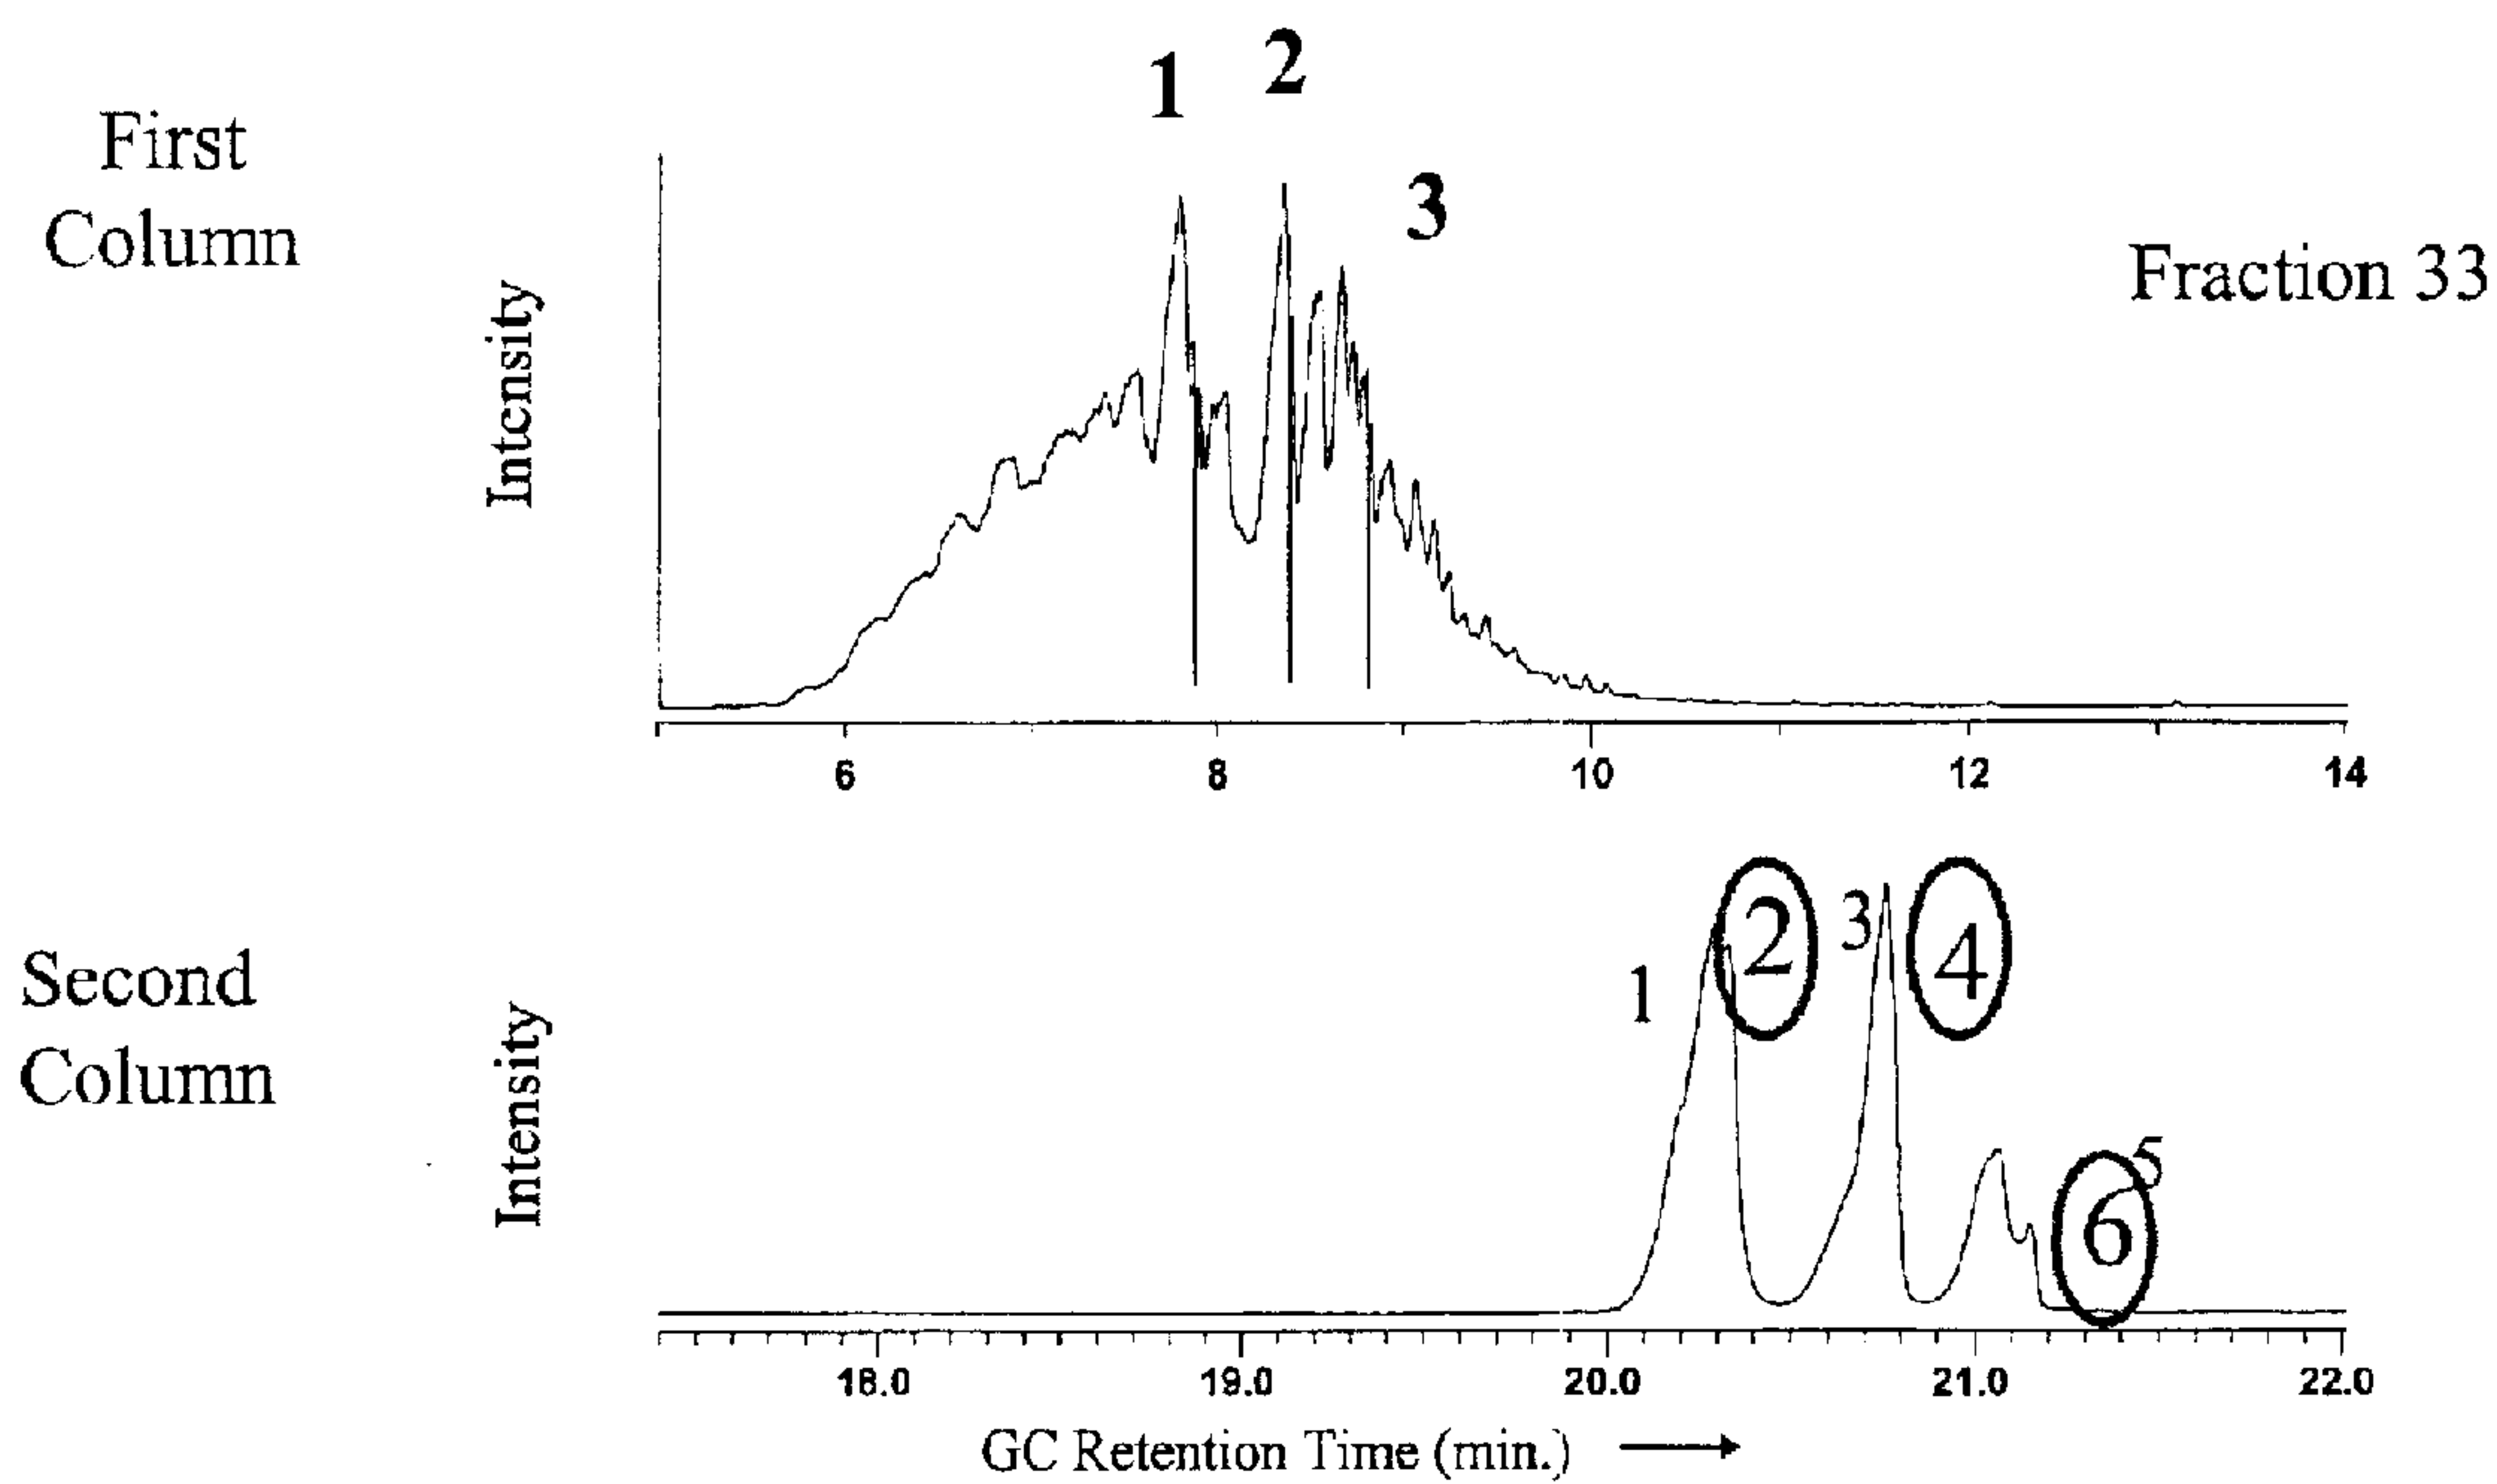 First
Column
Intensity
1
2
3
Fraction 33
6 8 10 12 14
Second
Column
Intensity
1
2
3
4
5
6
18.0 19.0 20.0 21.0 22.0
GC Retention Time (min.)